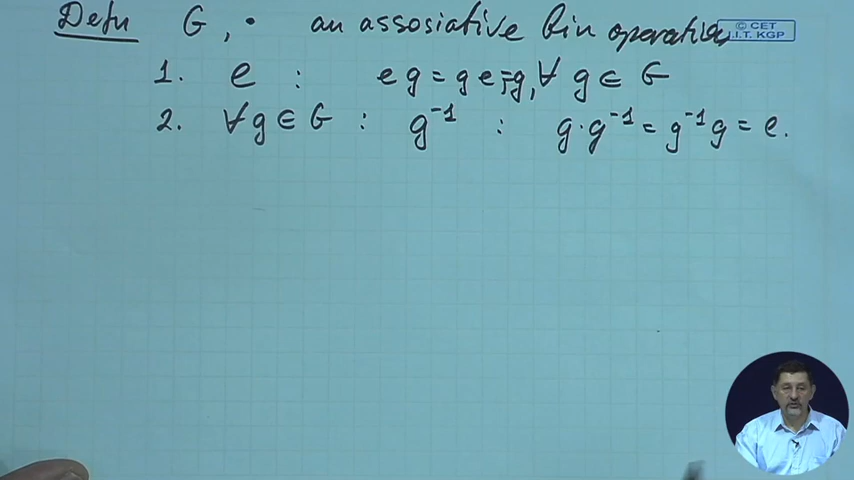 Defn G, · an assosiative bin operation
© CET
I.I.T. KGP
1. e : eg = ge = g, ∀ g ∈ G
2. ∀ g ∈ G : g⁻¹ : g·g⁻¹ = g⁻¹g = e.